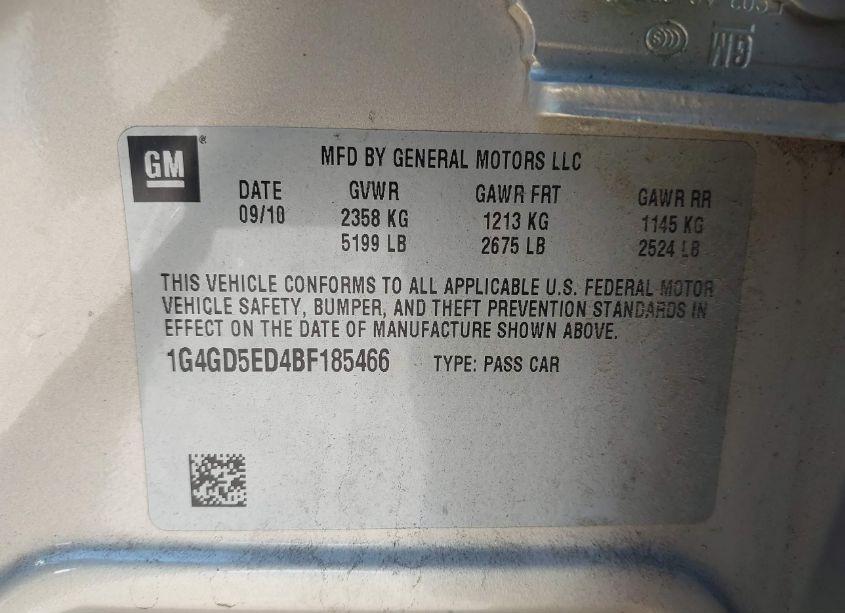 GM
GM ®
MFD BY GENERAL MOTORS LLC
DATE GVWR GAWR FRT GAWR RR
09/10 2358 KG 1213 KG 1145 KG
5199 LB 2675 LB 2524 LB
THIS VEHICLE CONFORMS TO ALL APPLICABLE U.S. FEDERAL MOTOR
VEHICLE SAFETY, BUMPER, AND THEFT PREVENTION STANDARDS IN
EFFECT ON THE DATE OF MANUFACTURE SHOWN ABOVE.
1G4GD5ED4BF185466 TYPE: PASS CAR